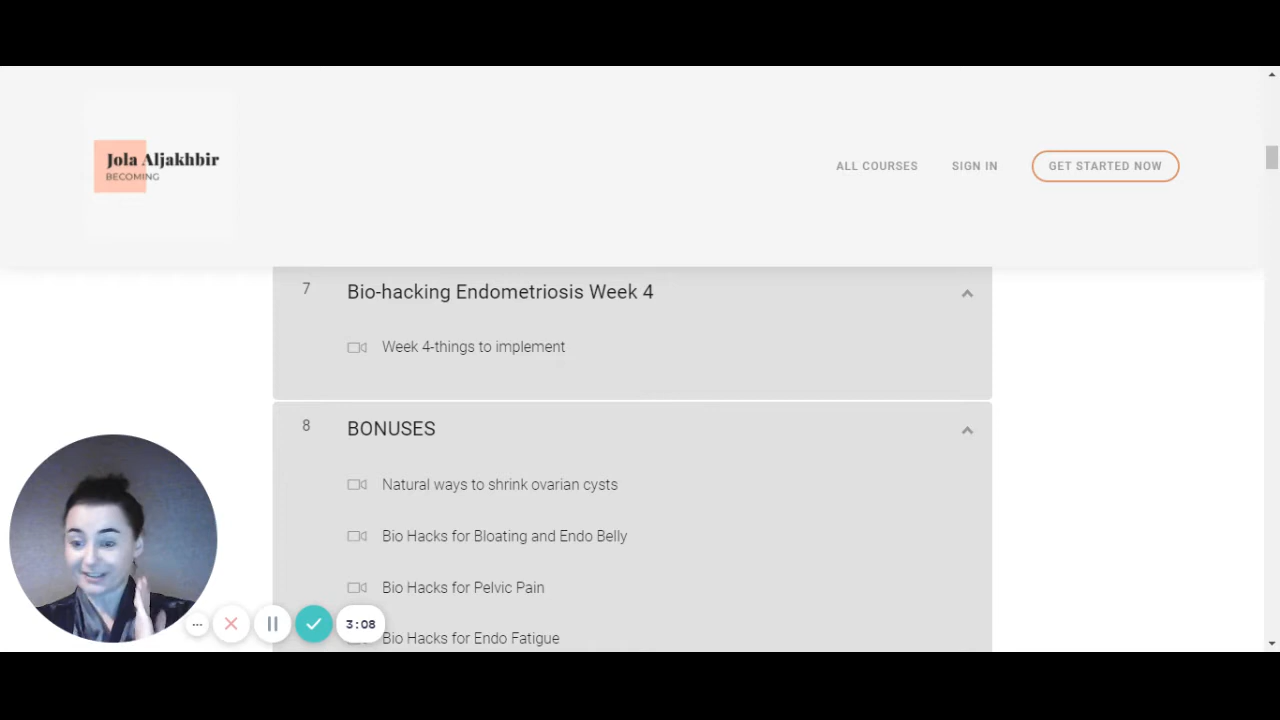 Jola Aljakhbir
BECOMING
ALL COURSES
SIGN IN
GET STARTED NOW
7
Bio-hacking Endometriosis Week 4
Week 4-things to implement
8
BONUSES
Natural ways to shrink ovarian cysts
Bio Hacks for Bloating and Endo Belly
Bio Hacks for Pelvic Pain
Bio Hacks for Endo Fatigue
3:08